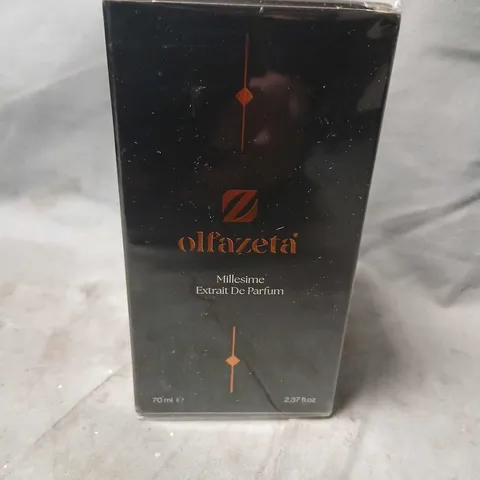 Z
olfazeta
Millesime
Extrait De Parfum
70 ml e 2.37 fl.oz